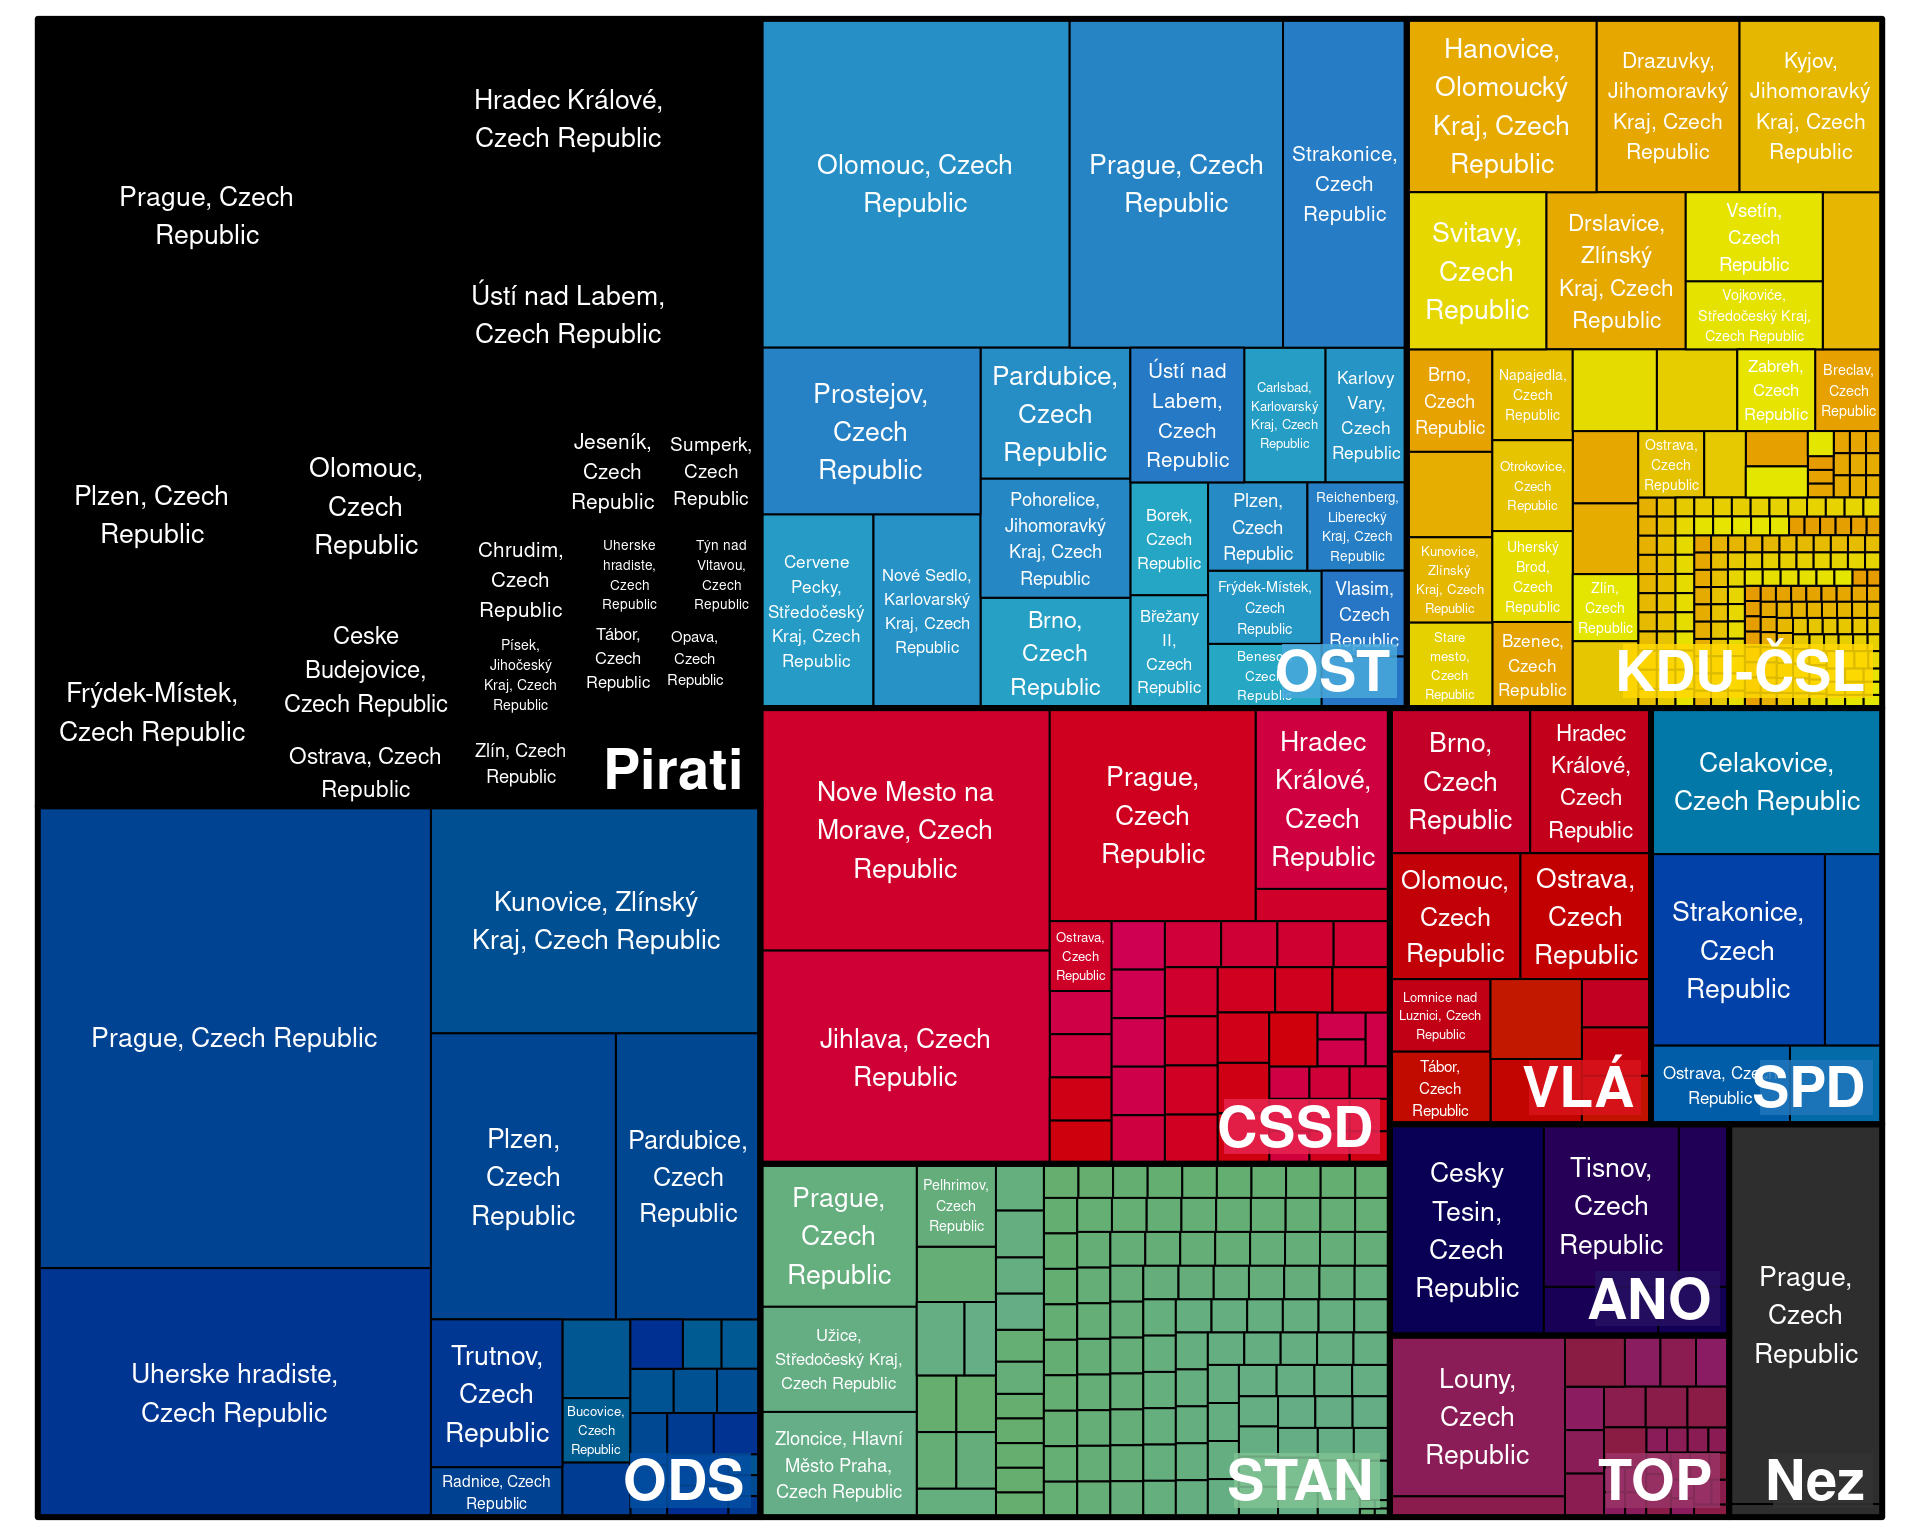 Prague, Czech
Republic
Hradec Králové,
Czech Republic
Ústí nad Labem,
Czech Republic
Plzen, Czech
Republic
Olomouc,
Czech
Republic
Jeseník,
Czech
Republic
Sumperk,
Czech
Republic
Chrudim,
Czech
Republic
Uherske
hradiste,
Czech
Republic
Týn nad
Vltavou,
Czech
Republic
Frýdek-Místek,
Czech Republic
Ceske
Budejovice,
Czech Republic
Písek,
Jihočeský
Kraj, Czech
Republic
Tábor,
Czech
Republic
Opava,
Czech
Republic
Ostrava, Czech
Republic
Zlín, Czech
Republic
Pirati
Prague, Czech Republic
Kunovice, Zlínský
Kraj, Czech Republic
Plzen,
Czech
Republic
Pardubice,
Czech
Republic
Uherske hradiste,
Czech Republic
Trutnov,
Czech
Republic
Bucovice,
Czech
Republic
Radnice, Czech
Republic
ODS
Olomouc, Czech
Republic
Prague, Czech
Republic
Strakonice,
Czech
Republic
Prostejov,
Czech
Republic
Pardubice,
Czech
Republic
Ústí nad
Labem,
Czech
Republic
Carlsbad,
Karlovarský
Kraj, Czech
Republic
Karlovy
Vary,
Czech
Republic
Cervene
Pecky,
Středočeský
Kraj, Czech
Republic
Nové Sedlo,
Karlovarský
Kraj, Czech
Republic
Pohorelice,
Jihomoravký
Kraj, Czech
Republic
Brno,
Czech
Republic
Borek,
Czech
Republic
Plzen,
Czech
Republic
Reichenberg,
Liberecký
Kraj, Czech
Republic
Břežany
II,
Czech
Republic
Frýdek-Místek,
Czech
Republic
Vlasim,
Czech
Republic
Benesov,
Czech
Republic
OST
Hanovice,
Olomoucký
Kraj, Czech
Republic
Drazuvky,
Jihomoravký
Kraj, Czech
Republic
Kyjov,
Jihomoravký
Kraj, Czech
Republic
Svitavy,
Czech
Republic
Drslavice,
Zlínský
Kraj, Czech
Republic
Vsetín,
Czech
Republic
Vojkoviće,
Středočeský Kraj,
Czech Republic
Brno,
Czech
Republic
Napajedla,
Czech
Republic
Zabreh,
Czech
Republic
Breclav,
Czech
Republic
Otrokovice,
Czech
Republic
Ostrava,
Czech
Republic
Kunovice,
Zlínský
Kraj, Czech
Republic
Uherský
Brod,
Czech
Republic
Zlín,
Czech
Republic
Stare
mesto,
Czech
Republic
Bzenec,
Czech
Republic
KDU-ČSL
Nove Mesto na
Morave, Czech
Republic
Prague,
Czech
Republic
Hradec
Králové,
Czech
Republic
Jihlava, Czech
Republic
Ostrava,
Czech
Republic
CSSD
Brno,
Czech
Republic
Hradec
Králové,
Czech
Republic
Olomouc,
Czech
Republic
Ostrava,
Czech
Republic
Lomnice nad
Luznici, Czech
Republic
Tábor,
Czech
Republic
VLÁ
Celakovice,
Czech Republic
Strakonice,
Czech
Republic
Ostrava, Czech
Republic
SPD
Prague,
Czech
Republic
Pelhrimov,
Czech
Republic
Užice,
Středočeský Kraj,
Czech Republic
Zloncice, Hlavní
Město Praha,
Czech Republic
STAN
Cesky
Tesin,
Czech
Republic
Tisnov,
Czech
Republic
ANO
Louny,
Czech
Republic
TOP
Prague,
Czech
Republic
Nez